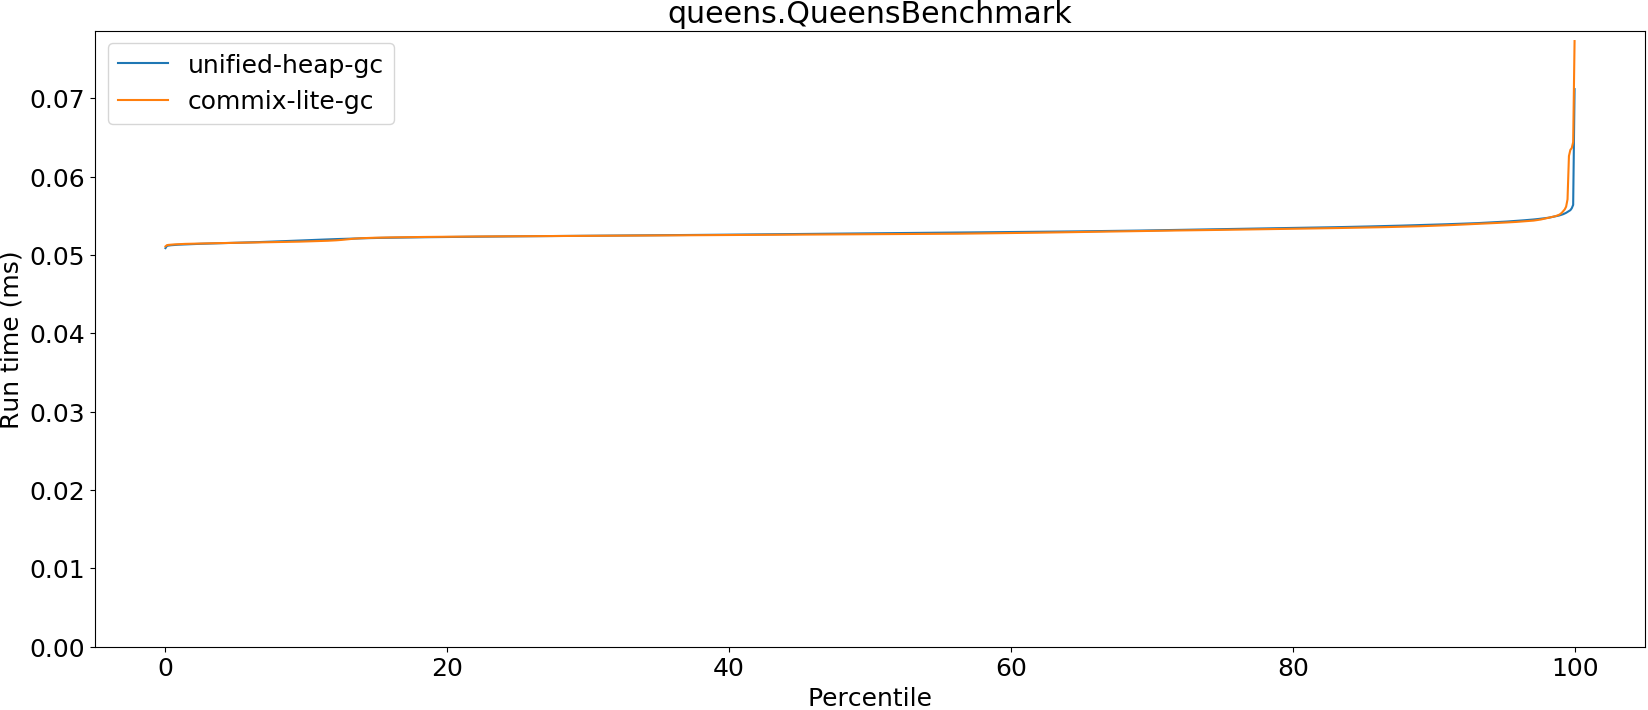 queens.QueensBenchmark
unified-heap-gc
commix-lite-gc
Run time (ms)
0.07
0.06
0.05
0.04
0.03
0.02
0.01
0.00
0 20 40 60 80 100
Percentile